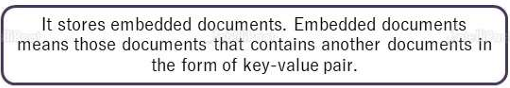 It stores embedded documents. Embedded documents
means those documents that contains another documents in
the form of key-value pair.